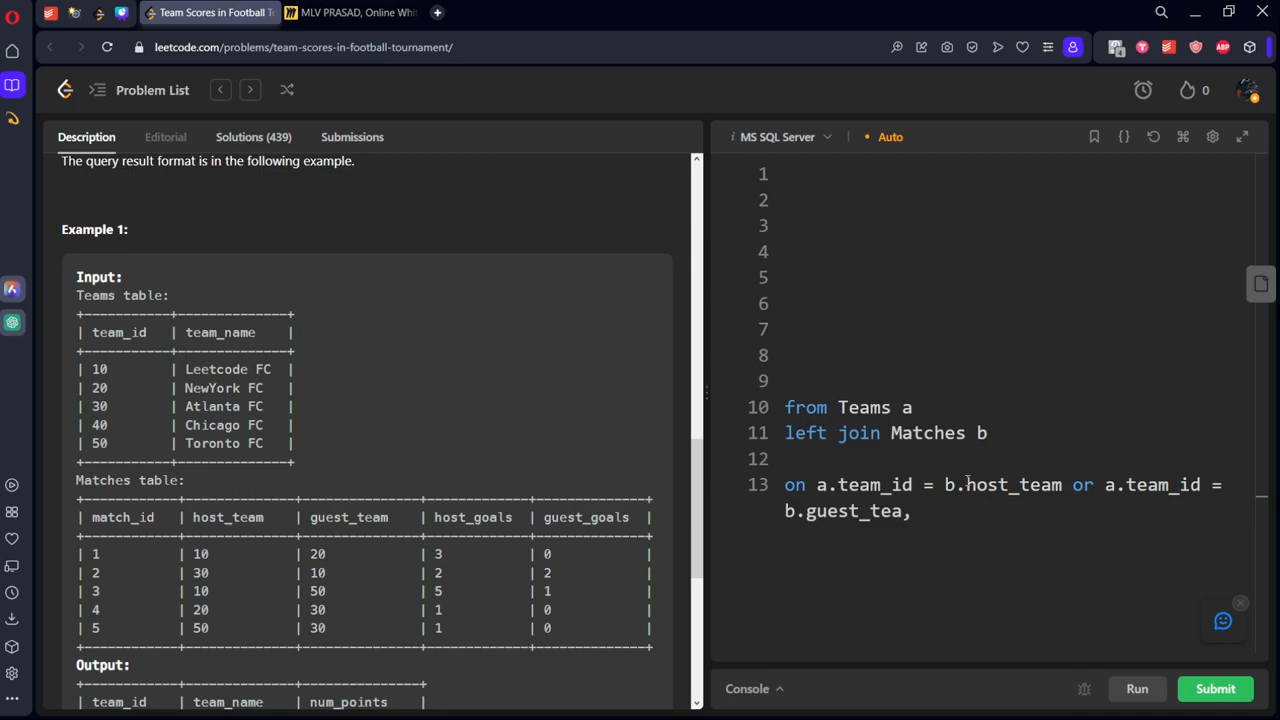 Team Scores in Football To
MLV PRASAD, Online Whit
leetcode.com/problems/team-scores-in-football-tournament/
4
ABP
Problem List
0
Description
Editorial
Solutions (439)
Submissions
The query result format is in the following example.
Example 1:
Input:
Teams table:
+-----------+--------------+
| team_id   | team_name    |
+-----------+--------------+
| 10        | Leetcode FC  |
| 20        | NewYork FC   |
| 30        | Atlanta FC   |
| 40        | Chicago FC   |
| 50        | Toronto FC   |
+-----------+--------------+
Matches table:
+------------+--------------+---------------+-------------+--------------+
| match_id   | host_team    | guest_team    | host_goals  | guest_goals  |
+------------+--------------+---------------+-------------+--------------+
| 1          | 10           | 20            | 3           | 0            |
| 2          | 30           | 10            | 2           | 2            |
| 3          | 10           | 50            | 5           | 1            |
| 4          | 20           | 30            | 1           | 0            |
| 5          | 50           | 30            | 1           | 0            |
+------------+--------------+---------------+-------------+--------------+
Output:
+------------+--------------+---------------+
| team_id    | team_name    | num_points    |
i MS SQL Server
• Auto
1
2
3
4
5
6
7
8
9
10 from Teams a
11 left join Matches b
12
13 on a.team_id = b.host_team or a.team_id =
b.guest_tea,
Console
Run
Submit